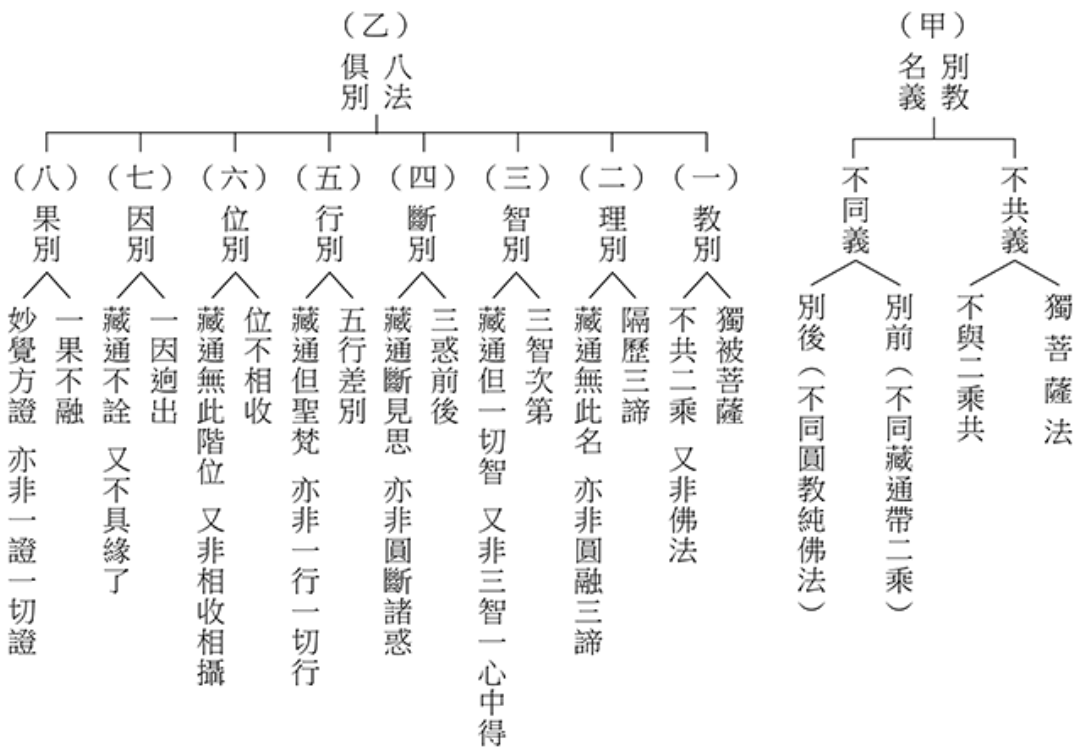 （甲）
別教
名義
不共義
獨菩薩法
不與二乘共
不同義
別前（不同藏通帶二乘）
別後（不同圓教純佛法）
（乙）
八法
俱別
（一）
教別
獨被菩薩
不共二乘 又非佛法
（二）
理別
隔歷三諦
藏通無此名 亦非圓融三諦
（三）
智別
三智次第
藏通但一切智 又非三智一心中得
（四）
斷別
三惑前後
藏通斷見思 亦非圓斷諸惑
（五）
行別
五行差別
藏通但聖梵 亦非一行一切行
（六）
位別
位不相收
藏通無此階位 又非相收相攝
（七）
因別
一因逈出
藏通不詮 又不具緣了
（八）
果別
一果不融
妙覺方證 亦非一證一切證